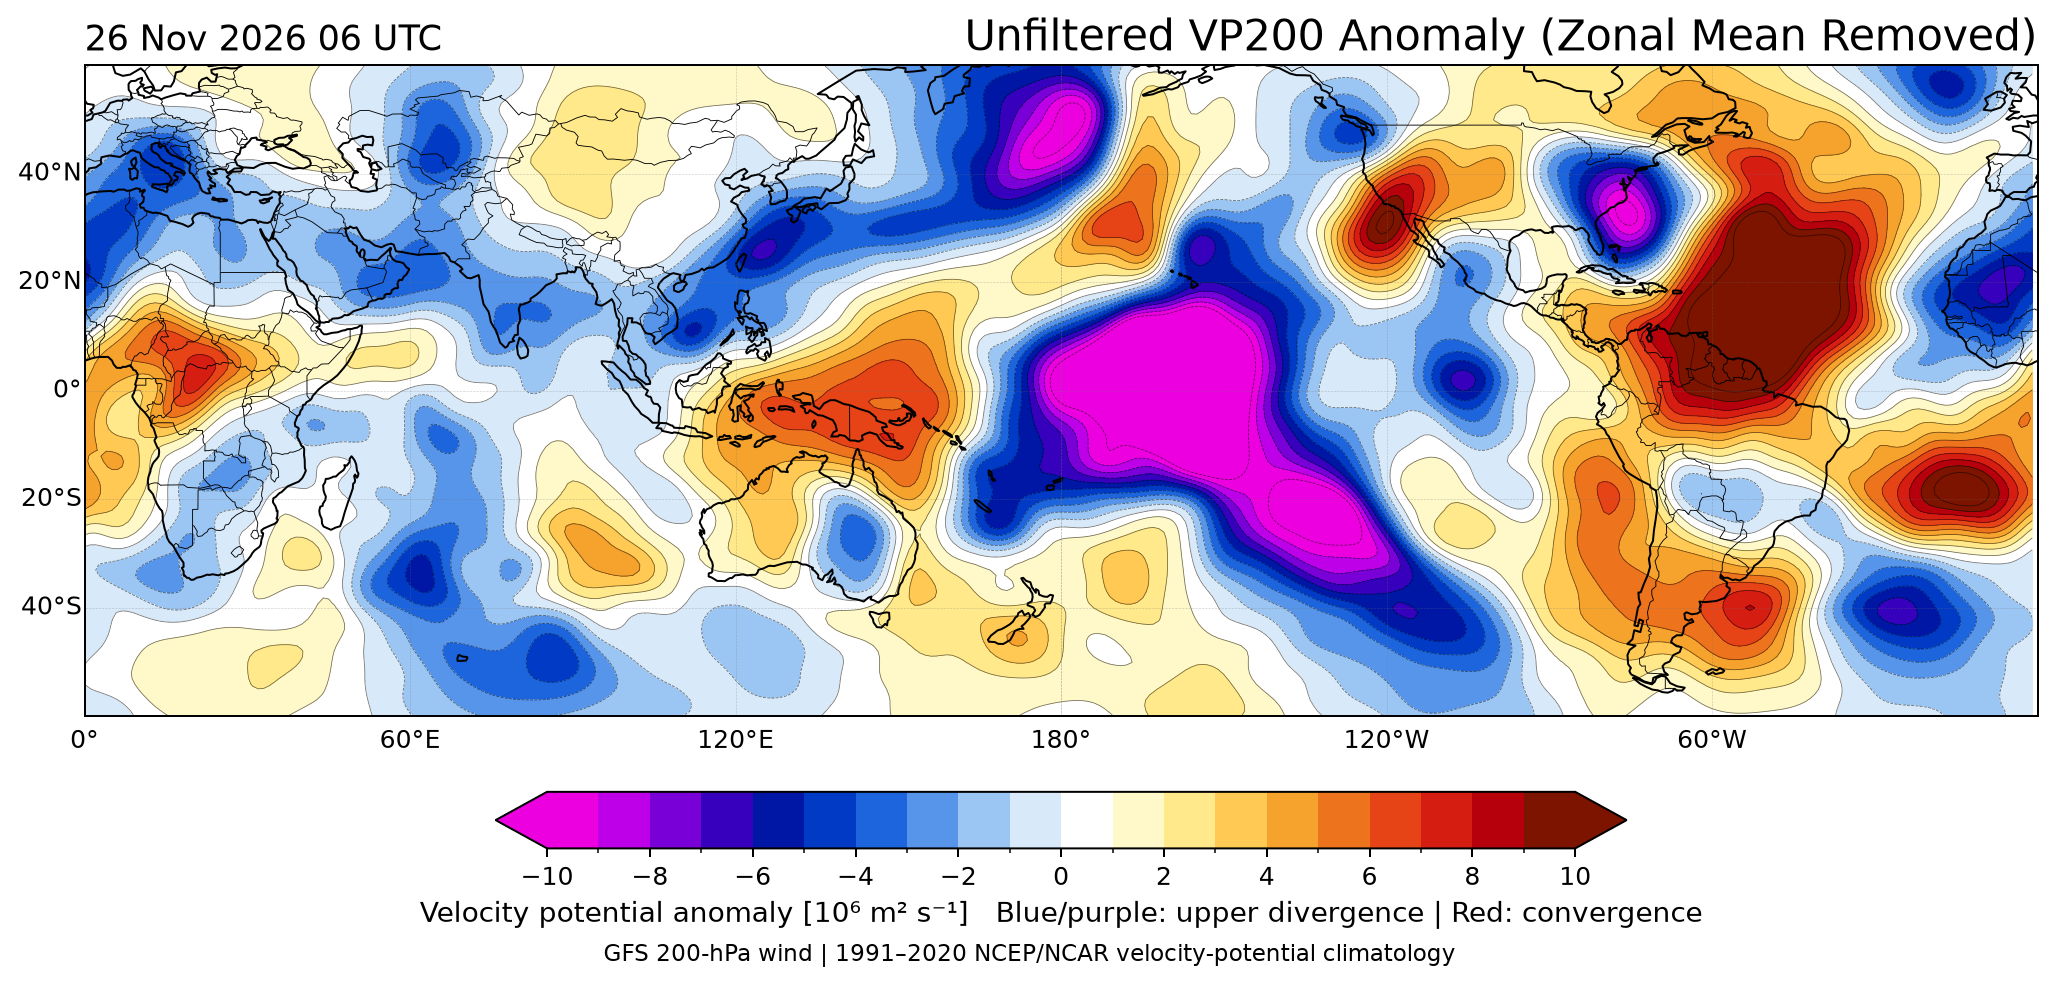 26 Nov 2026 06 UTC
Unfiltered VP200 Anomaly (Zonal Mean Removed)
40°N
20°N
0°
20°S
40°S
0° 60°E 120°E 180° 120°W 60°W
−10 −8 −6 −4 −2 0 2 4 6 8 10
Velocity potential anomaly [10⁶ m² s⁻¹] Blue/purple: upper divergence | Red: convergence
GFS 200-hPa wind | 1991–2020 NCEP/NCAR velocity-potential climatology